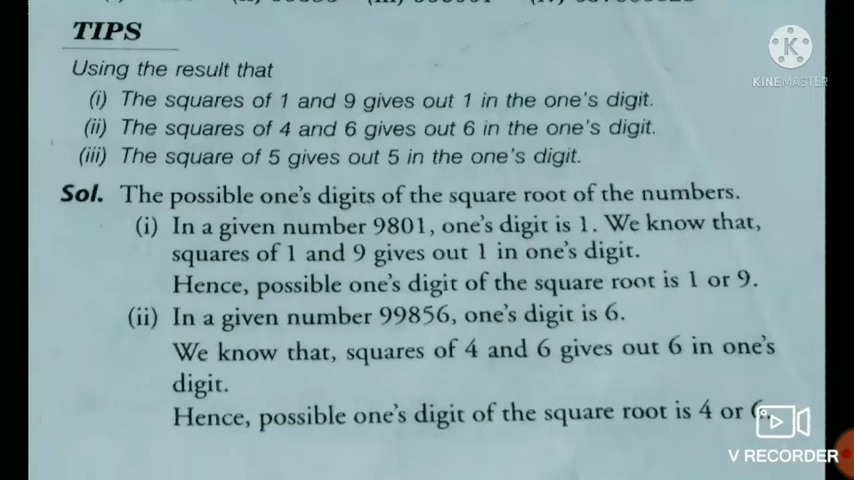 TIPS
Using the result that
(i) The squares of 1 and 9 gives out 1 in the one's digit.
(ii) The squares of 4 and 6 gives out 6 in the one's digit.
(iii) The square of 5 gives out 5 in the one's digit.
Sol. The possible one's digits of the square root of the numbers.
(i) In a given number 9801, one's digit is 1. We know that,
squares of 1 and 9 gives out 1 in one's digit.
Hence, possible one's digit of the square root is 1 or 9.
(ii) In a given number 99856, one's digit is 6.
We know that, squares of 4 and 6 gives out 6 in one's
digit.
Hence, possible one's digit of the square root is 4 or 6.
K
KINEMASTER
V RECORDER